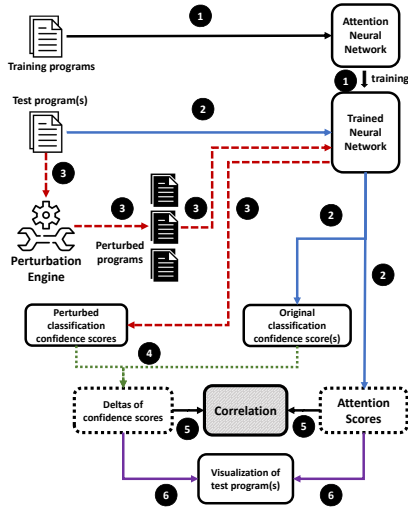 1
Attention
Neural
Network
Training programs
1
training
Test program(s)
2
Trained
Neural
Network
3
3
3
3
2
Perturbed
programs
Perturbation
Engine
2
Perturbed
classification
confidence scores
Original
classification
confidence score(s)
4
Deltas of
confidence scores
Correlation
Attention
Scores
5
5
Visualization of
test program(s)
6
6